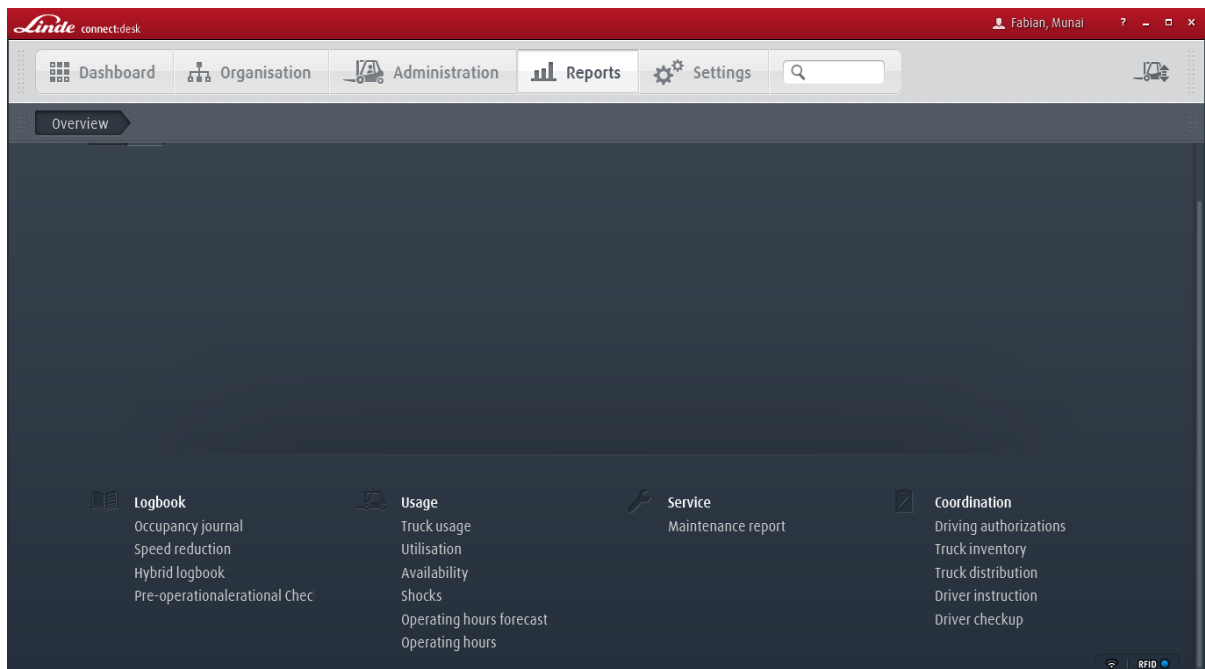 Linde connect:desk
Fabian, Munai
?
Dashboard
Organisation
Administration
Reports
Settings
Overview
Logbook
Occupancy journal
Speed reduction
Hybrid logbook
Pre-operationalerational Chec
Usage
Truck usage
Utilisation
Availability
Shocks
Operating hours forecast
Operating hours
Service
Maintenance report
Coordination
Driving authorizations
Truck inventory
Truck distribution
Driver instruction
Driver checkup
RFID